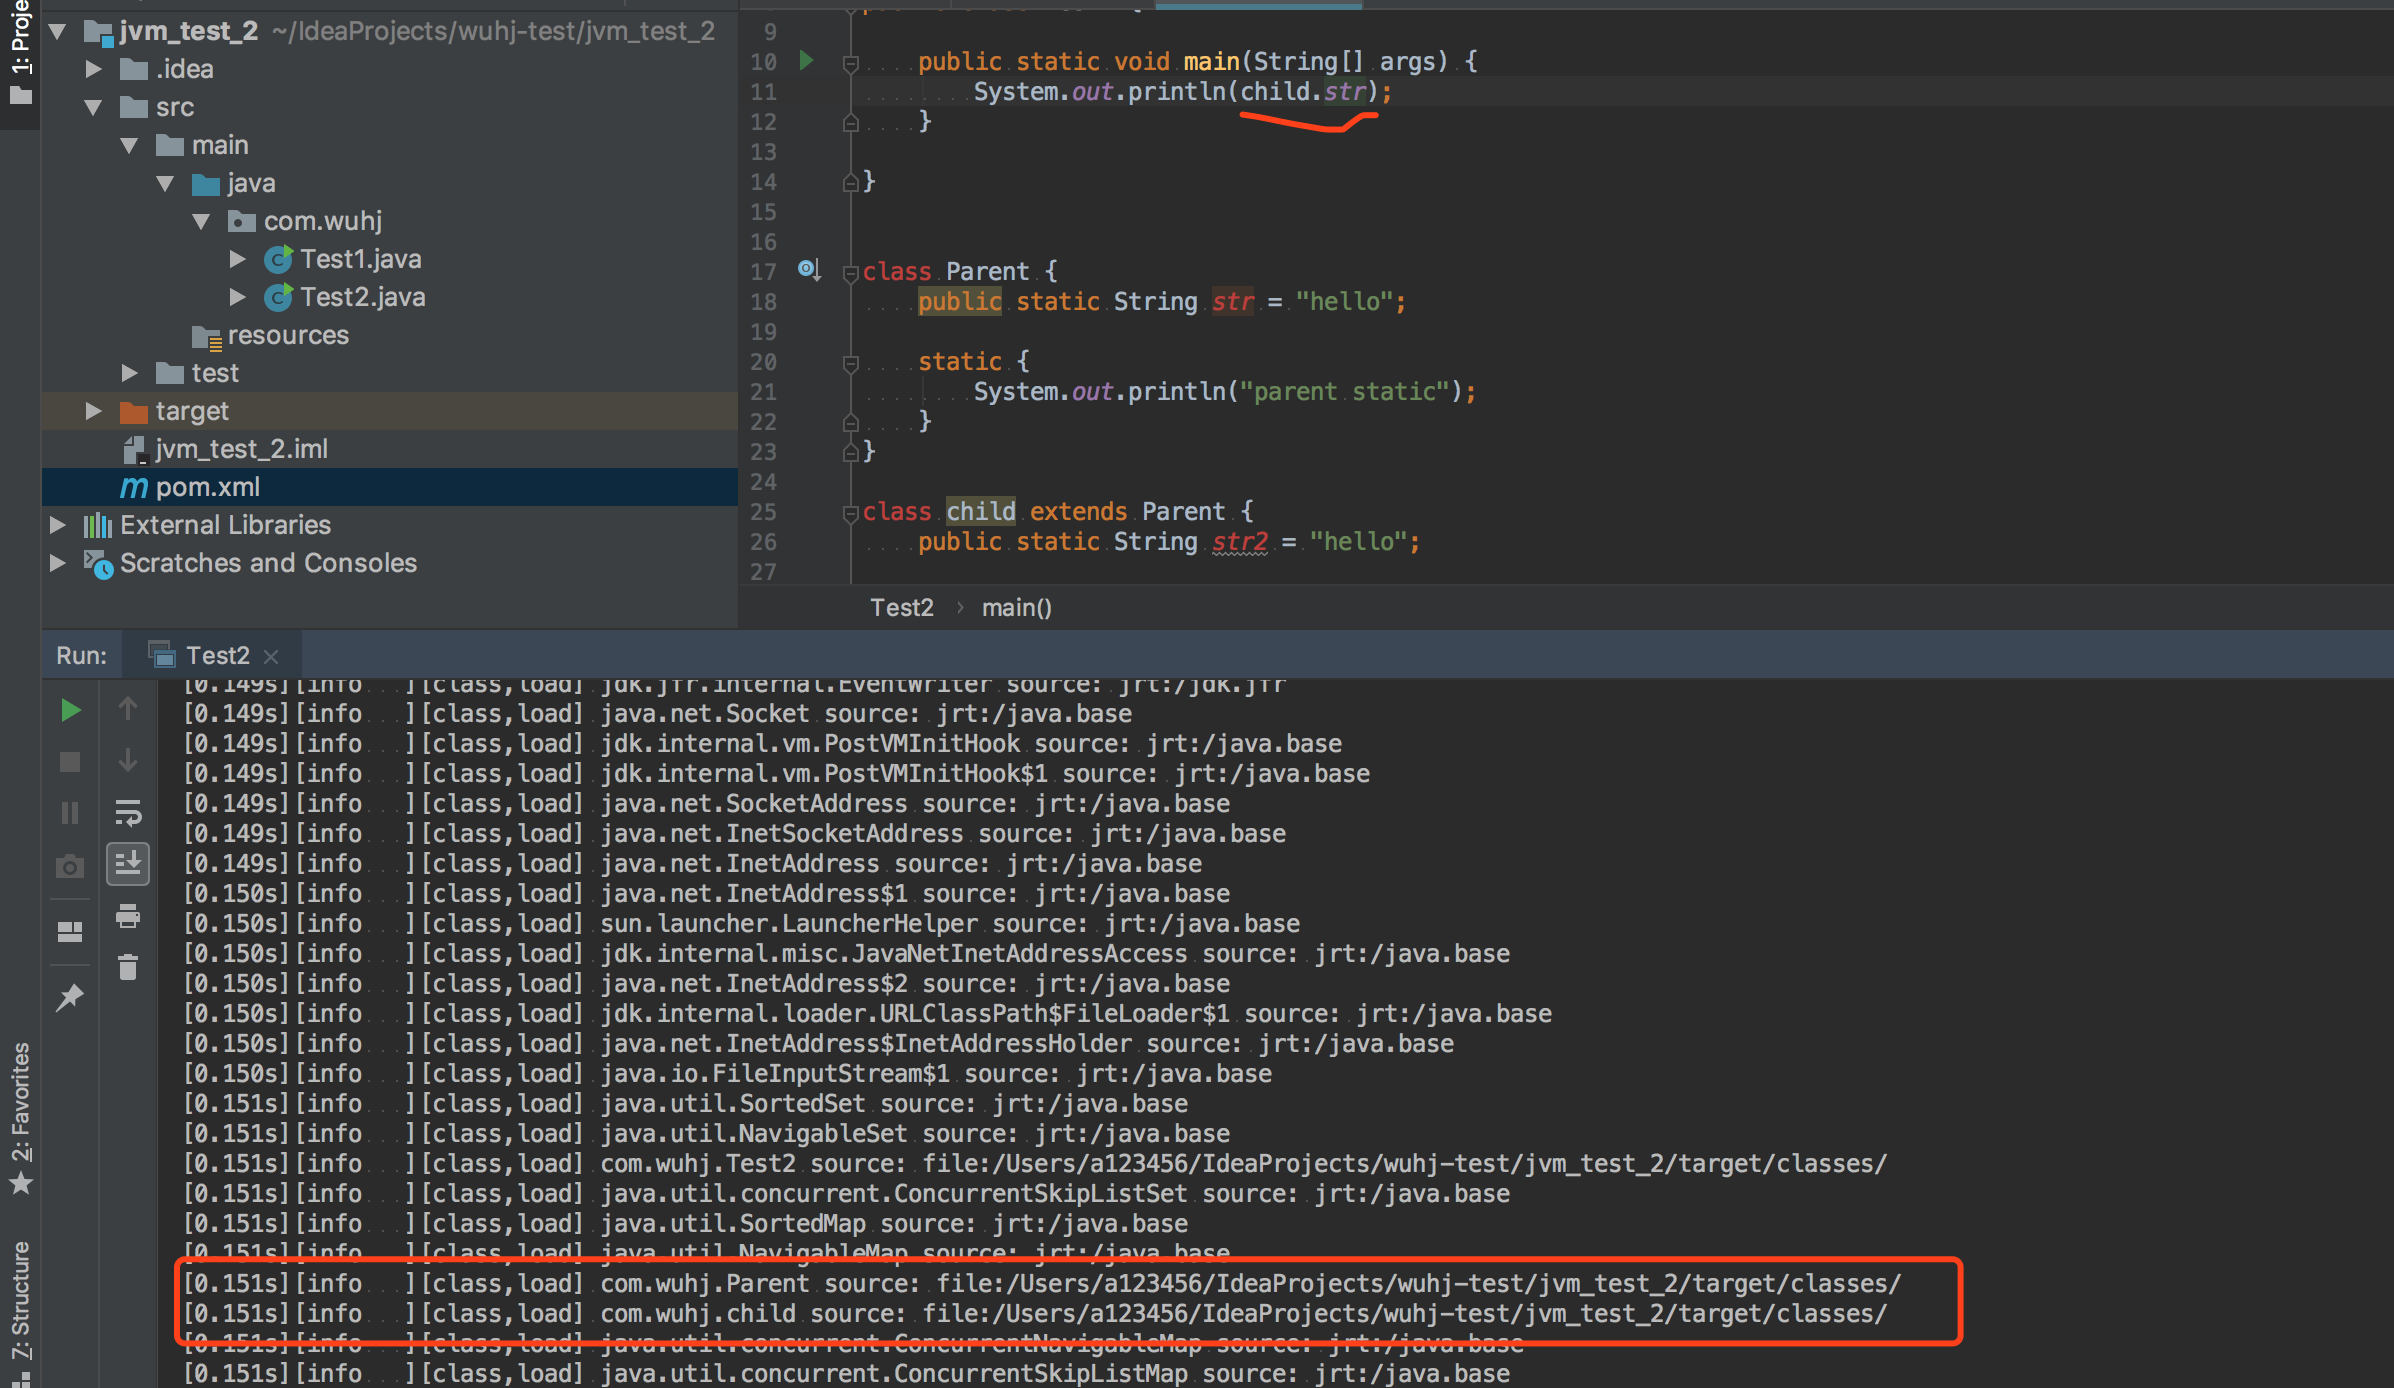 1: Proje
jvm_test_2 ~/IdeaProjects/wuhj-test/jvm_test_2
.idea
src
main
java
com.wuhj
Test1.java
Test2.java
resources
test
target
jvm_test_2.iml
pom.xml
External Libraries
Scratches and Consoles
9
10 public static void main(String[] args) {
11 System.out.println(child.str);
12 }
13
14 }
15
16
17 class Parent {
18 public static String str = "hello";
19
20 static {
21 System.out.println("parent static");
22 }
23 }
24
25 class child extends Parent {
26 public static String str2 = "hello";
27
Test2 › main()
Run: Test2
[0.149s][info   ][class,load] jdk.jfr.internal.EventWriter source: jrt:/jdk.jfr
[0.149s][info   ][class,load] java.net.Socket source: jrt:/java.base
[0.149s][info   ][class,load] jdk.internal.vm.PostVMInitHook source: jrt:/java.base
[0.149s][info   ][class,load] jdk.internal.vm.PostVMInitHook$1 source: jrt:/java.base
[0.149s][info   ][class,load] java.net.SocketAddress source: jrt:/java.base
[0.149s][info   ][class,load] java.net.InetSocketAddress source: jrt:/java.base
[0.149s][info   ][class,load] java.net.InetAddress source: jrt:/java.base
[0.150s][info   ][class,load] java.net.InetAddress$1 source: jrt:/java.base
[0.150s][info   ][class,load] sun.launcher.LauncherHelper source: jrt:/java.base
[0.150s][info   ][class,load] jdk.internal.misc.JavaNetInetAddressAccess source: jrt:/java.base
[0.150s][info   ][class,load] java.net.InetAddress$2 source: jrt:/java.base
[0.150s][info   ][class,load] jdk.internal.loader.URLClassPath$FileLoader$1 source: jrt:/java.base
[0.150s][info   ][class,load] java.net.InetAddress$InetAddressHolder source: jrt:/java.base
[0.150s][info   ][class,load] java.io.FileInputStream$1 source: jrt:/java.base
[0.151s][info   ][class,load] java.util.SortedSet source: jrt:/java.base
[0.151s][info   ][class,load] java.util.NavigableSet source: jrt:/java.base
[0.151s][info   ][class,load] com.wuhj.Test2 source: file:/Users/a123456/IdeaProjects/wuhj-test/jvm_test_2/target/classes/
[0.151s][info   ][class,load] java.util.concurrent.ConcurrentSkipListSet source: jrt:/java.base
[0.151s][info   ][class,load] java.util.SortedMap source: jrt:/java.base
[0.151s][info   ][class,load] java.util.NavigableMap source: jrt:/java.base
[0.151s][info   ][class,load] com.wuhj.Parent source: file:/Users/a123456/IdeaProjects/wuhj-test/jvm_test_2/target/classes/
[0.151s][info   ][class,load] com.wuhj.child source: file:/Users/a123456/IdeaProjects/wuhj-test/jvm_test_2/target/classes/
[0.151s][info   ][class,load] java.util.concurrent.ConcurrentNavigableMap source: jrt:/java.base
[0.151s][info   ][class,load] java.util.concurrent.ConcurrentSkipListMap source: jrt:/java.base
2: Favorites
7: Structure